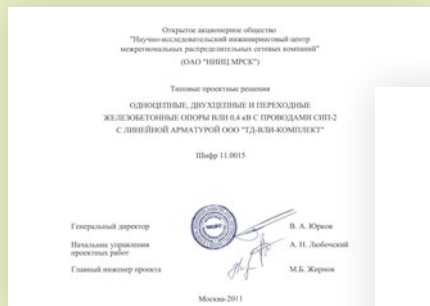 Открытое акционерное общество
"Научно-исследовательский инжиниринговый центр
межрегиональных распределительных сетевых компаний"
(ОАО "НИИЦ МРСК")
Типовые проектные решения
ОДНОЦЕПНЫЕ, ДВУХЦЕПНЫЕ И ПЕРЕХОДНЫЕ
ЖЕЛЕЗОБЕТОННЫЕ ОПОРЫ ВЛИ 0,4 кВ С ПРОВОДАМИ СИП-2
С ЛИНЕЙНОЙ АРМАТУРОЙ ООО "ТД-ВЛИ-КОМПЛЕКТ"
Шифр 11.0015
Генеральный директор В. А. Юрков
Начальник управления
проектных работ А. Н. Любочский
Главный инженер проекта М.Б. Жирнов
Москва-2011